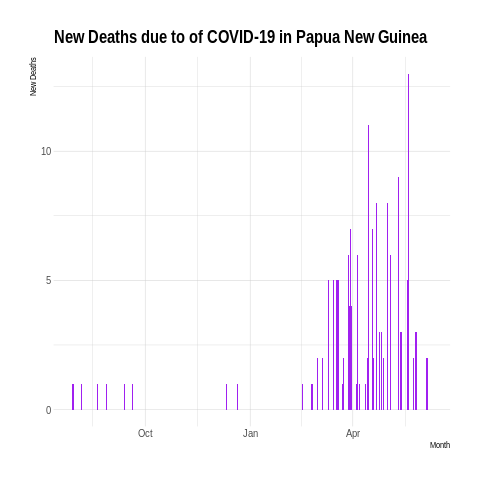 New Deaths due to of COVID-19 in Papua New Guinea
New Deaths
10
5
0
Oct Jan Apr
Month